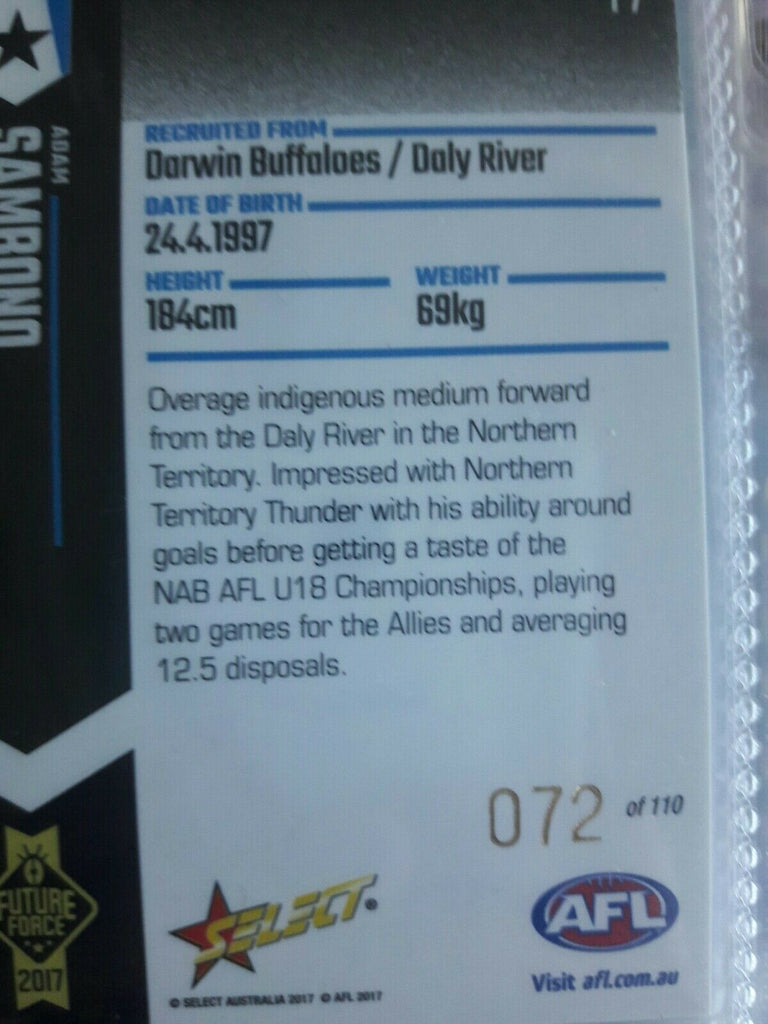 RECRUITED FROM
Darwin Buffaloes / Daly River
DATE OF BIRTH
24.4.1997
HEIGHT
184cm
WEIGHT
69kg
Overage indigenous medium forward
from the Daly River in the Northern
Territory. Impressed with Northern
Territory Thunder with his ability around
goals before getting a taste of the
NAB AFL U18 Championships, playing
two games for the Allies and averaging
12.5 disposals.
072 of 110
ADAM
SAMBONO
FUTURE
FORCE
2017
SELECT
AFL
Visit afl.com.au
© SELECT AUSTRALIA 2017 © AFL 2017